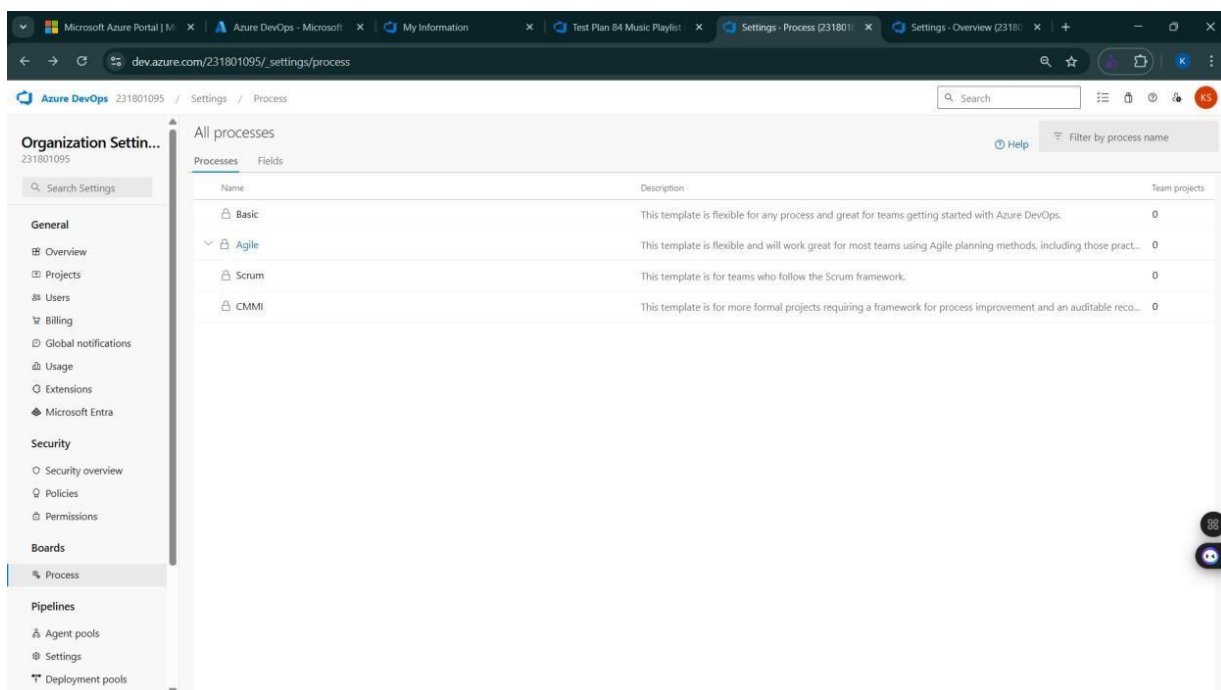 Microsoft Azure Portal | Mi
Azure DevOps - Microsoft
My Information
Test Plan 84 Music Playlist
Settings - Process (231801
Settings - Overview (2318
dev.azure.com/231801095/_settings/process
K
Azure DevOps 231801095 / Settings / Process
Search
KS
Organization Settin...
231801095
Search Settings
General
Overview
Projects
Users
Billing
Global notifications
Usage
Extensions
Microsoft Entra
Security
Security overview
Policies
Permissions
Boards
Process
Pipelines
Agent pools
Settings
Deployment pools
All processes
Help
Filter by process name
Processes Fields
Name Description Team projects
Basic This template is flexible for any process and great for teams getting started with Azure DevOps. 0
Agile This template is flexible and will work great for most teams using Agile planning methods, including those pract... 0
Scrum This template is for teams who follow the Scrum framework. 0
CMMI This template is for more formal projects requiring a framework for process improvement and an auditable reco... 0